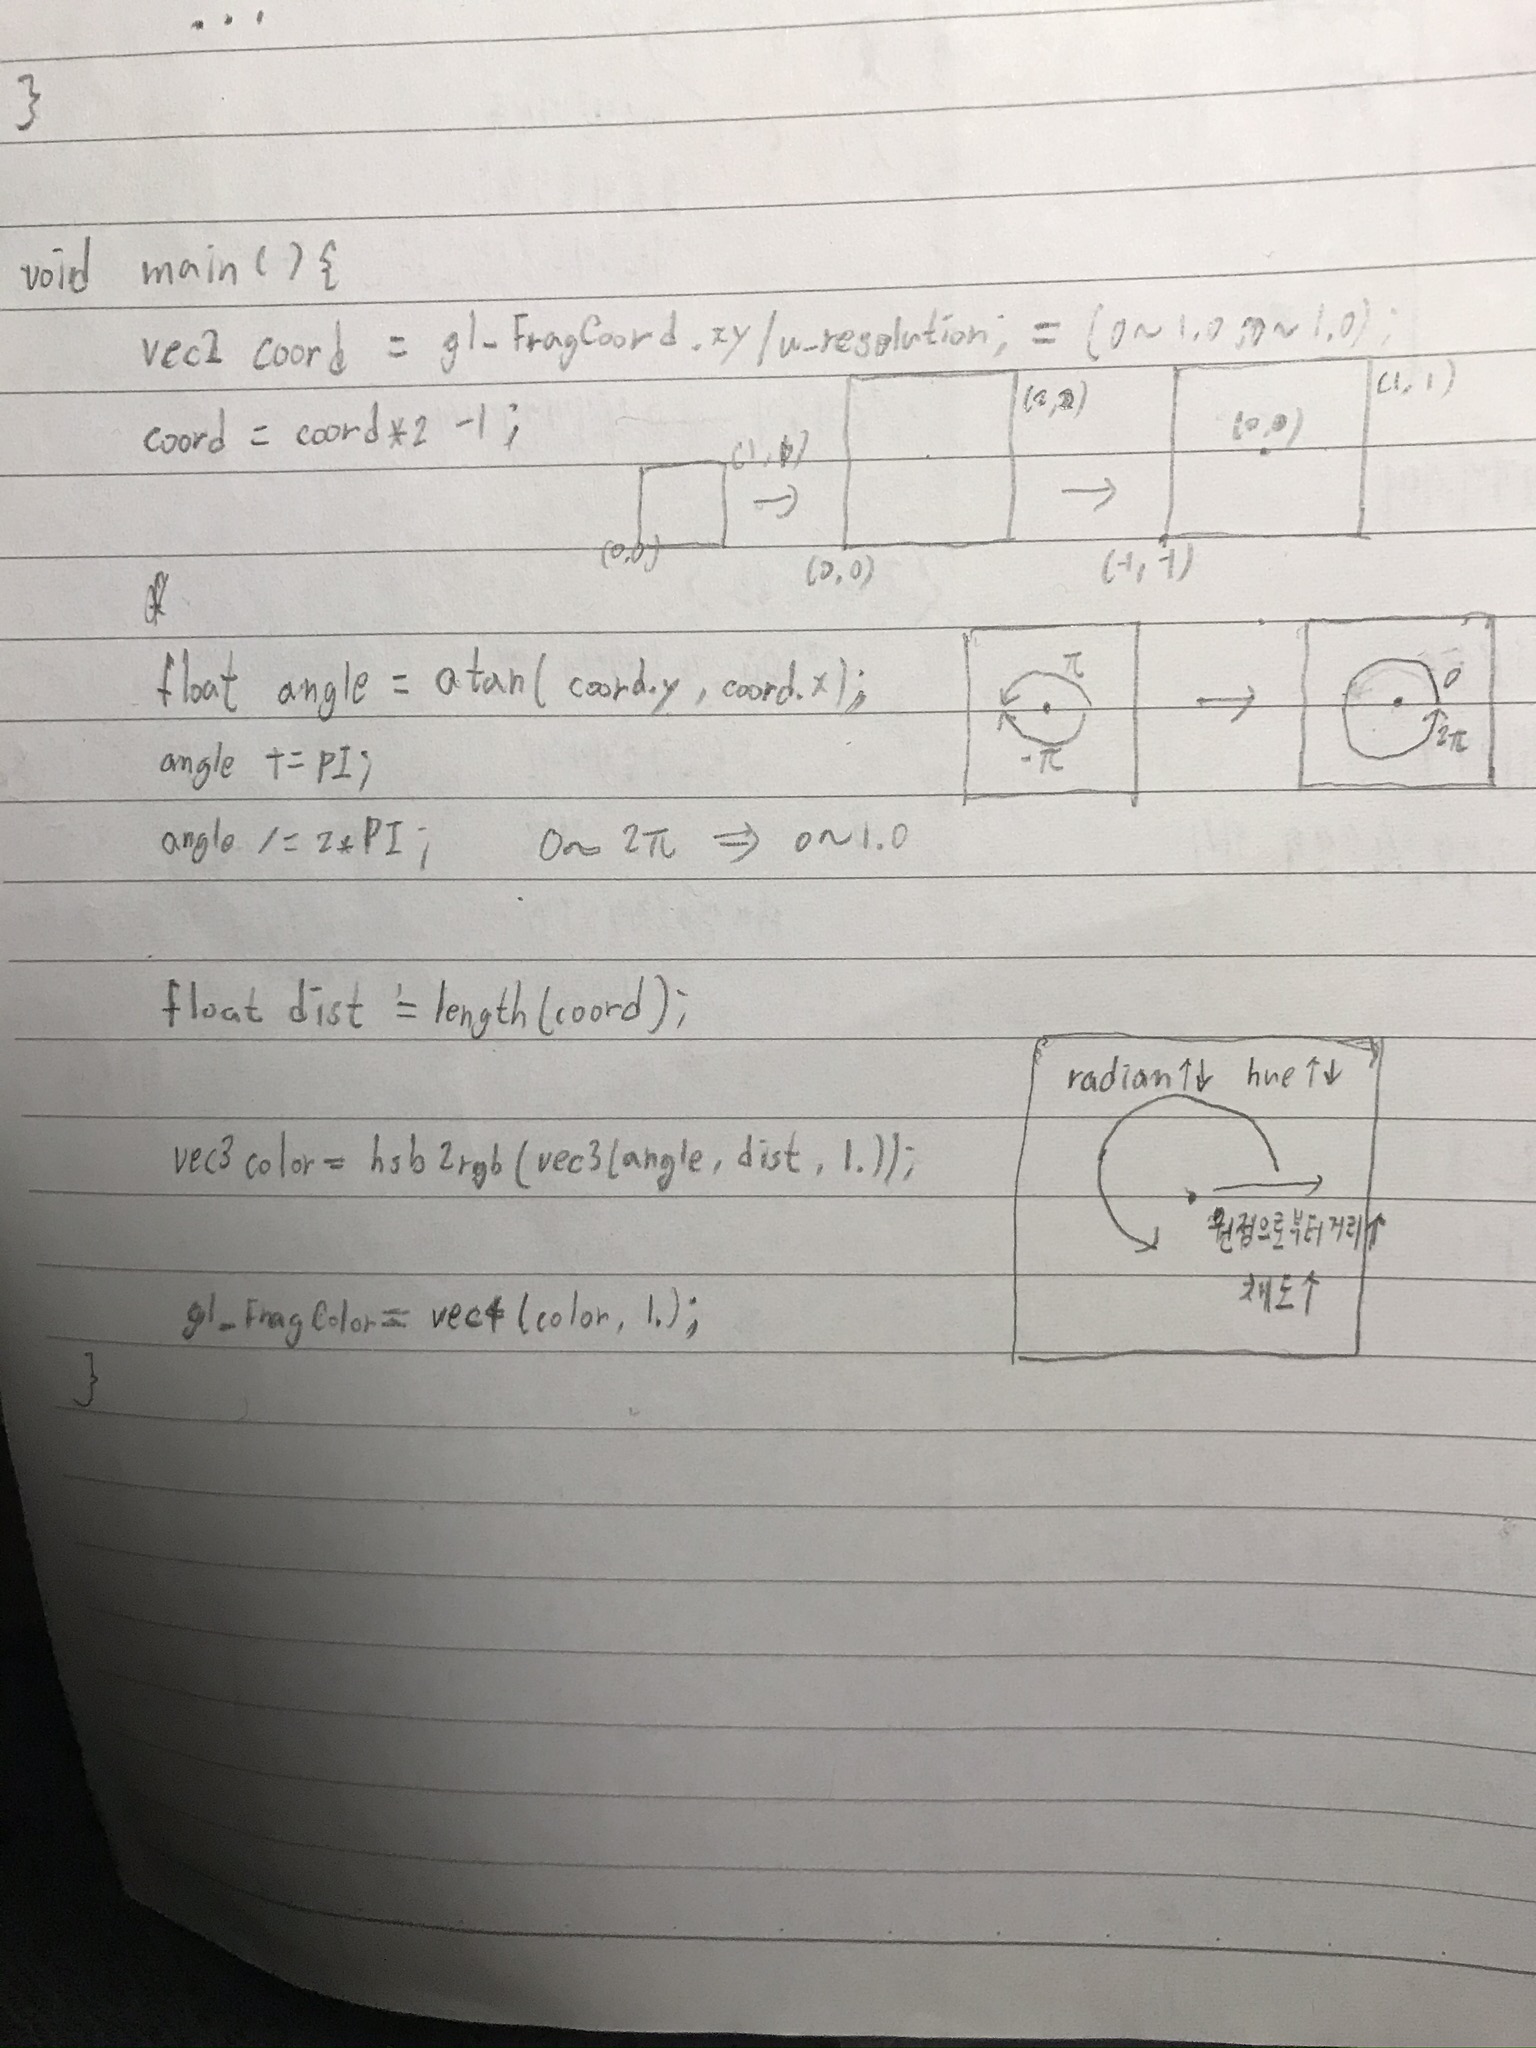 ...
}
void main(){
vec2 coord = gl_FragCoord.xy/u_resolution; = (0~1.0, 0~1.0);
coord = coord*2 -1;
(0,0) (1,1) → (0,0) (2,2) → (-1,-1) (0,0) (1,1)
float angle = atan( coord.y, coord.x);
π -π → 0 2π
angle += PI;
angle /= 2*PI; 0~ 2π ⇒ 0~1.0
float dist = length(coord);
radian↑↓ hue↑↓
vec3 color = hsb2rgb(vec3(angle, dist, 1.));
원점으로부터 거리↑
채도↑
gl_FragColor = vec4(color, 1.);
}